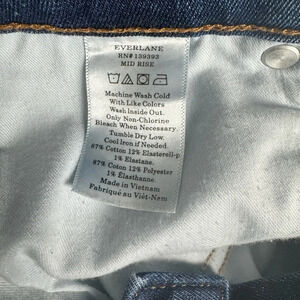 EVERLANE
RN# 139393
MID RISE
Machine Wash Cold
With Like Colors
Wash Inside Out.
Only Non-Chlorine
Bleach When Necessary.
Tumble Dry Low.
Cool Iron if Needed.
87% Cotton 12% Elasterell-p
1% Elastane.
87% Coton 12% Polyester
1% Élasthanne.
Made in Vietnam
Fabriqué au Viêt-Nam